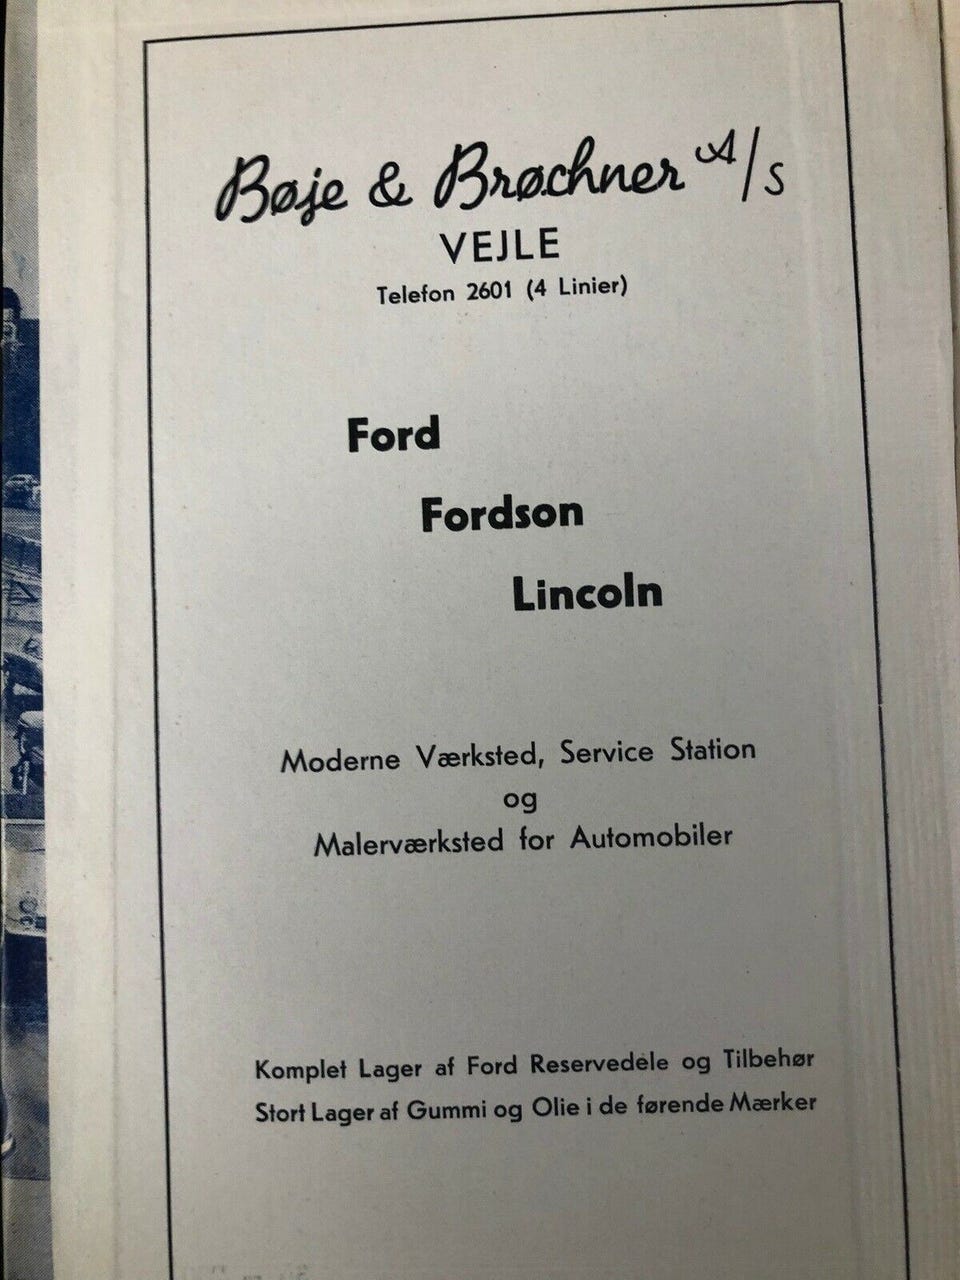 Bøje & Brøchner A/S
VEJLE
Telefon 2601 (4 Linier)
Ford
Fordson
Lincoln
Moderne Værksted, Service Station
og
Malerværksted for Automobiler
Komplet Lager af Ford Reservedele og Tilbehør
Stort Lager af Gummi og Olie i de førende Mærker